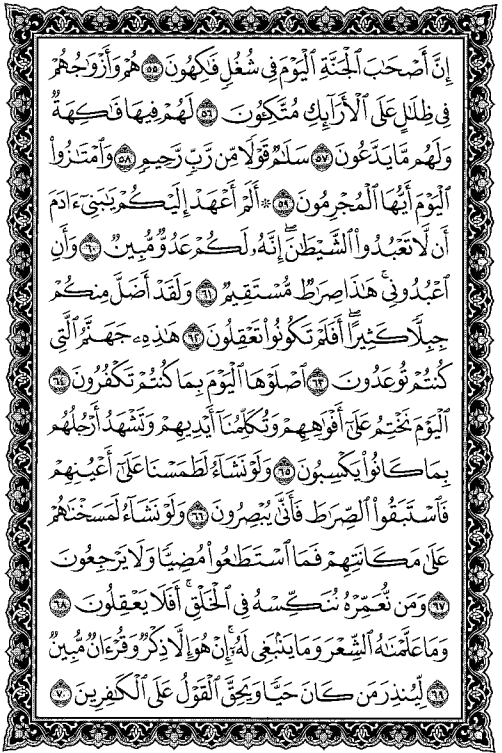 إِنَّ أَصْحَٰبَ ٱلْجَنَّةِ ٱلْيَوْمَ فِى شُغُلٍ فَٰكِهُونَ ٥٥ هُمْ وَأَزْوَٰجُهُمْ
فِى ظِلَٰلٍ عَلَى ٱلْأَرَآئِكِ مُتَّكِـُٔونَ ٥٦ لَهُمْ فِيهَا فَٰكِهَةٌ
وَلَهُم مَّا يَدَّعُونَ ٥٧ سَلَٰمٌ قَوْلًا مِّن رَّبٍّ رَّحِيمٍ ٥٨ وَٱمْتَٰزُوا۟
ٱلْيَوْمَ أَيُّهَا ٱلْمُجْرِمُونَ ٥٩ ۞ أَلَمْ أَعْهَدْ إِلَيْكُمْ يَٰبَنِىٓ ءَادَمَ
أَن لَّا تَعْبُدُوا۟ ٱلشَّيْطَٰنَ ۖ إِنَّهُۥ لَكُمْ عَدُوٌّ مُّبِينٌ ٦٠ وَأَنِ
ٱعْبُدُونِى ۚ هَٰذَا صِرَٰطٌ مُّسْتَقِيمٌ ٦١ وَلَقَدْ أَضَلَّ مِنكُمْ
جِبِلًّا كَثِيرًا ۖ أَفَلَمْ تَكُونُوا۟ تَعْقِلُونَ ٦٢ هَٰذِهِۦ جَهَنَّمُ ٱلَّتِى
كُنتُمْ تُوعَدُونَ ٦٣ ٱصْلَوْهَا ٱلْيَوْمَ بِمَا كُنتُمْ تَكْفُرُونَ ٦٤
ٱلْيَوْمَ نَخْتِمُ عَلَىٰٓ أَفْوَٰهِهِمْ وَتُكَلِّمُنَآ أَيْدِيهِمْ وَتَشْهَدُ أَرْجُلُهُم
بِمَا كَانُوا۟ يَكْسِبُونَ ٦٥ وَلَوْ نَشَآءُ لَطَمَسْنَا عَلَىٰٓ أَعْيُنِهِمْ
فَٱسْتَبَقُوا۟ ٱلصِّرَٰطَ فَأَنَّىٰ يُبْصِرُونَ ٦٦ وَلَوْ نَشَآءُ لَمَسَخْنَٰهُمْ
عَلَىٰ مَكَانَتِهِمْ فَمَا ٱسْتَطَٰعُوا۟ مُضِيًّا وَلَا يَرْجِعُونَ
٦٧ وَمَن نُّعَمِّرْهُ نُنَكِّسْهُ فِى ٱلْخَلْقِ ۖ أَفَلَا يَعْقِلُونَ ٦٨
وَمَا عَلَّمْنَٰهُ ٱلشِّعْرَ وَمَا يَنۢبَغِى لَهُۥٓ ۚ إِنْ هُوَ إِلَّا ذِكْرٌ وَقُرْءَانٌ مُّبِينٌ
٦٩ لِّيُنذِرَ مَن كَانَ حَيًّا وَيَحِقَّ ٱلْقَوْلُ عَلَى ٱلْكَٰفِرِينَ ٧٠